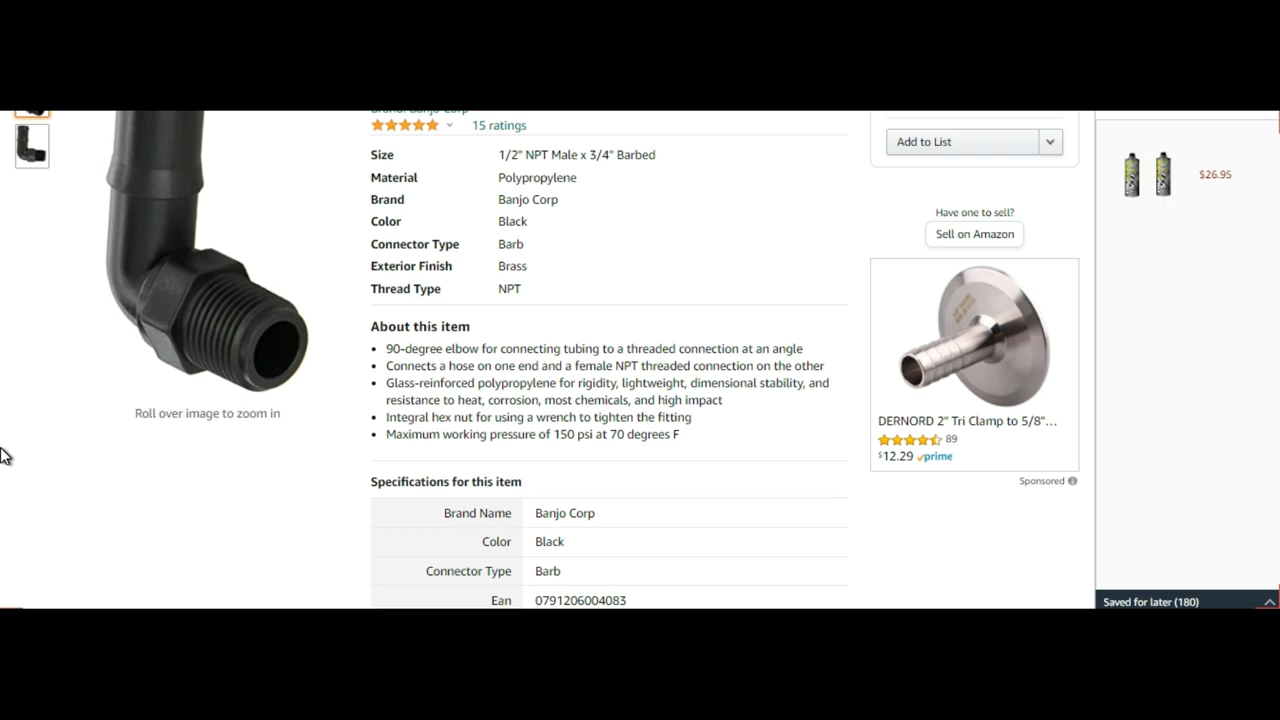 Brand: Banjo Corp
15 ratings
Size 1/2" NPT Male x 3/4" Barbed
Material Polypropylene
Brand Banjo Corp
Color Black
Connector Type Barb
Exterior Finish Brass
Thread Type NPT
About this item
• 90-degree elbow for connecting tubing to a threaded connection at an angle
• Connects a hose on one end and a female NPT threaded connection on the other
• Glass-reinforced polypropylene for rigidity, lightweight, dimensional stability, and
resistance to heat, corrosion, most chemicals, and high impact
• Integral hex nut for using a wrench to tighten the fitting
• Maximum working pressure of 150 psi at 70 degrees F
Roll over image to zoom in
Specifications for this item
Brand Name Banjo Corp
Color Black
Connector Type Barb
Ean 0791206004083
Add to List
Have one to sell?
Sell on Amazon
DERNORD 2" Tri Clamp to 5/8"...
89
$12.29 prime
Sponsored
$26.95
Saved for later (180)